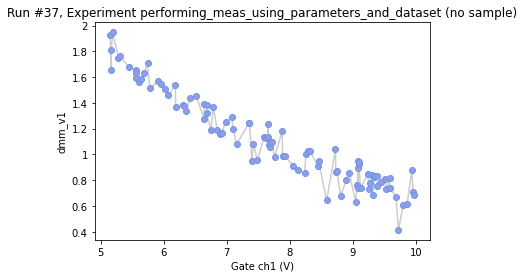 Run #37, Experiment performing_meas_using_parameters_and_dataset (no sample)
2
1.8
1.6
1.4
1.2
1
0.8
0.6
0.4
dmm_v1
5 6 7 8 9 10
Gate ch1 (V)